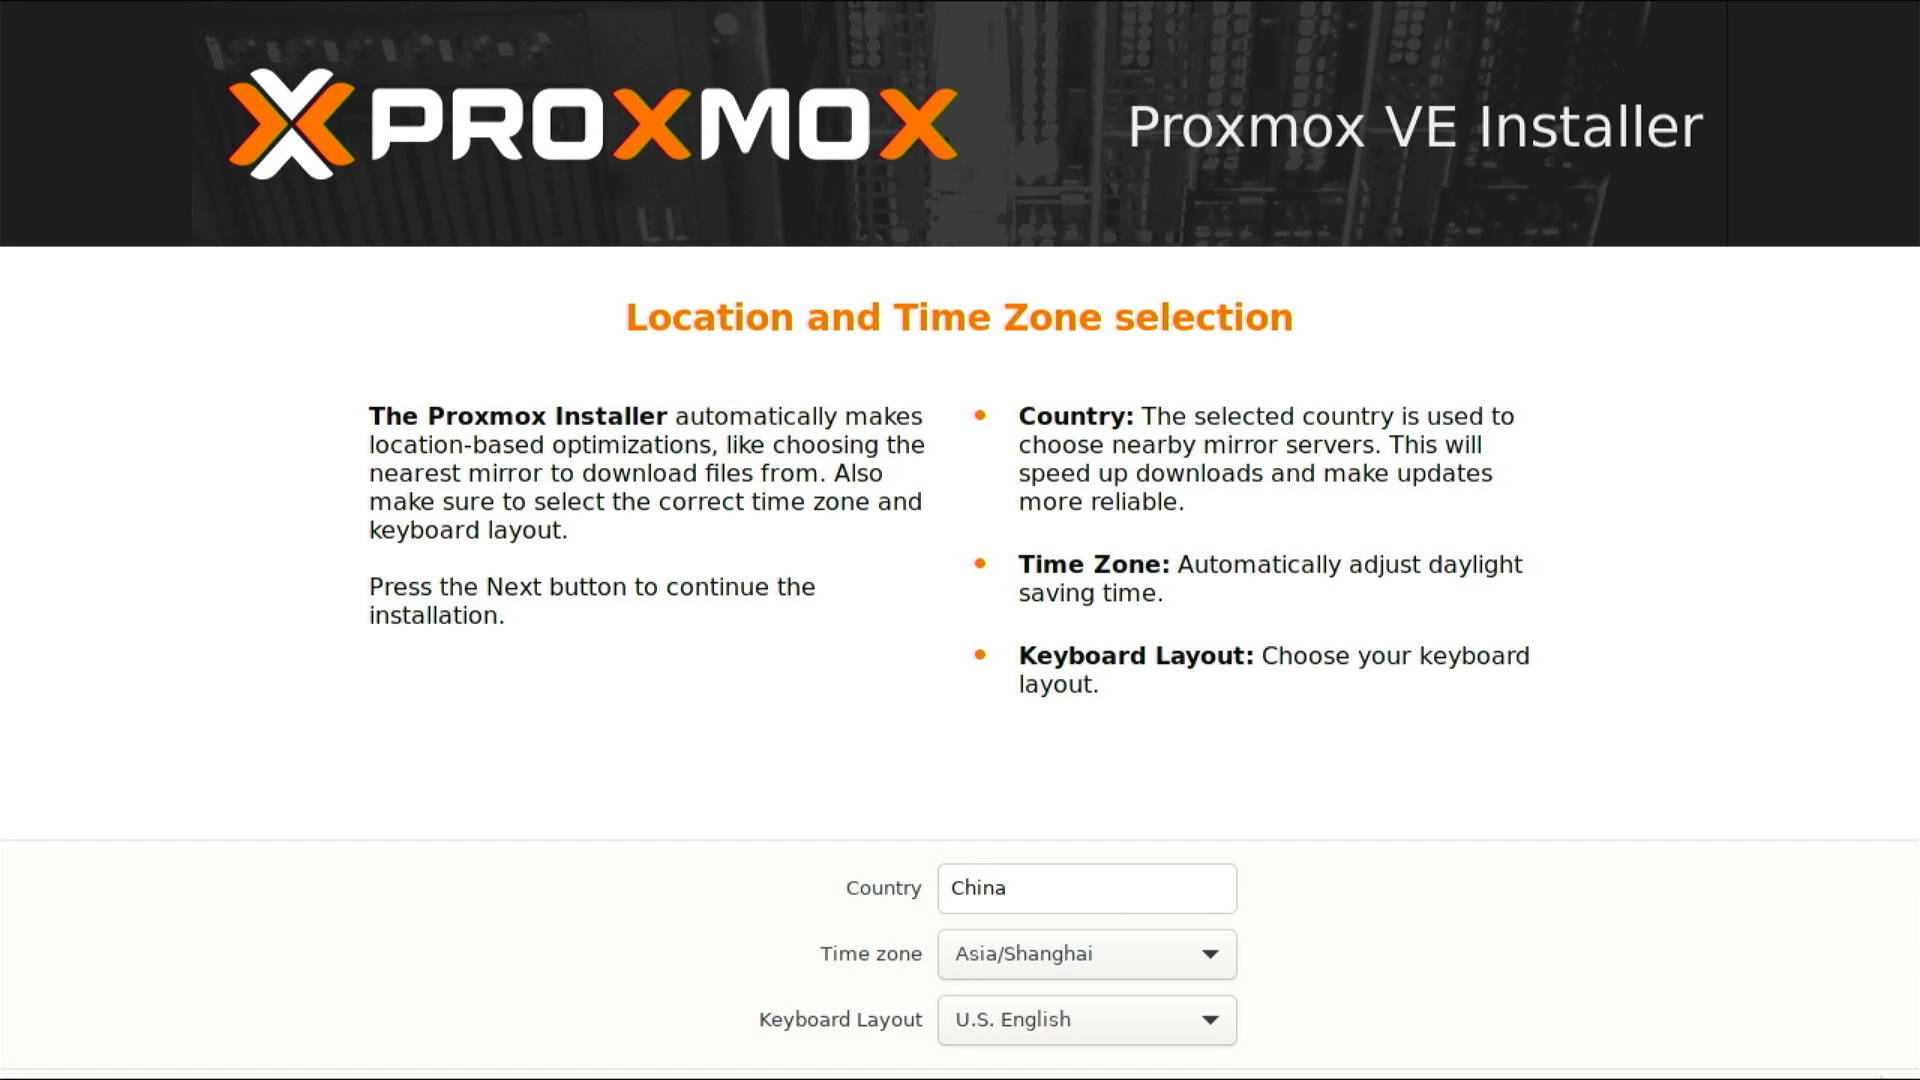 PROXMOX
Proxmox VE Installer
Location and Time Zone selection
The Proxmox Installer automatically makes
location-based optimizations, like choosing the
nearest mirror to download files from. Also
make sure to select the correct time zone and
keyboard layout.
Press the Next button to continue the
installation.
Country: The selected country is used to
choose nearby mirror servers. This will
speed up downloads and make updates
more reliable.
Time Zone: Automatically adjust daylight
saving time.
Keyboard Layout: Choose your keyboard
layout.
Country China
Time zone Asia/Shanghai
Keyboard Layout U.S. English